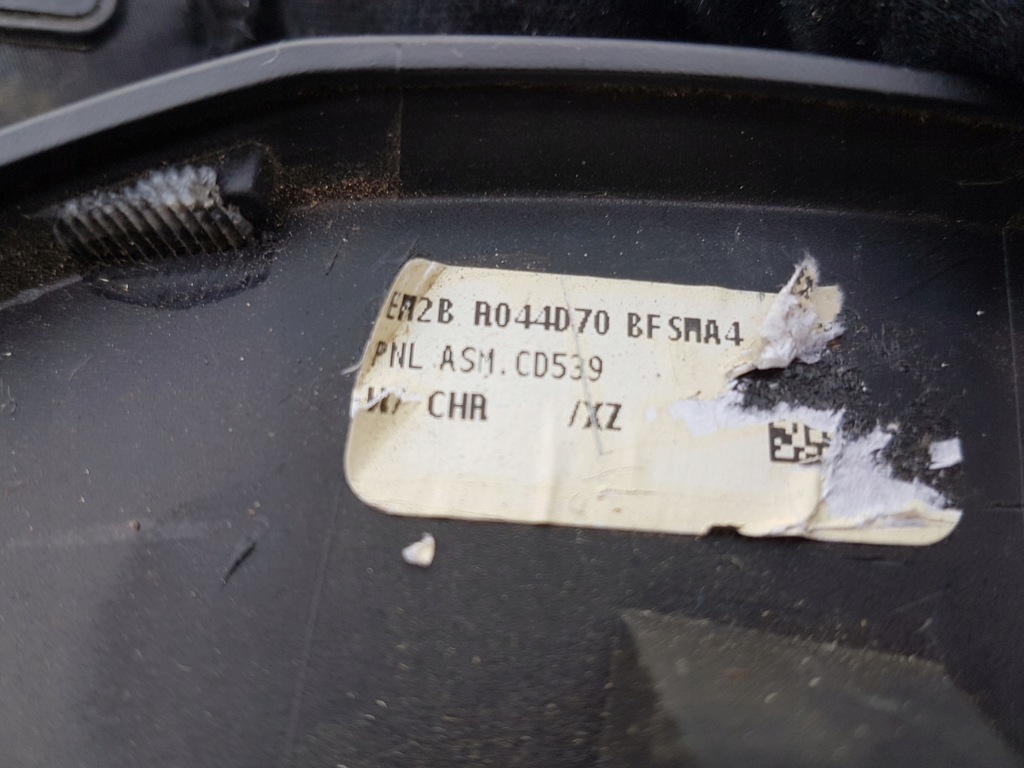 EM2B R044D70 BFSMA4
PNL ASM.CD539
W/ CHR /XZ